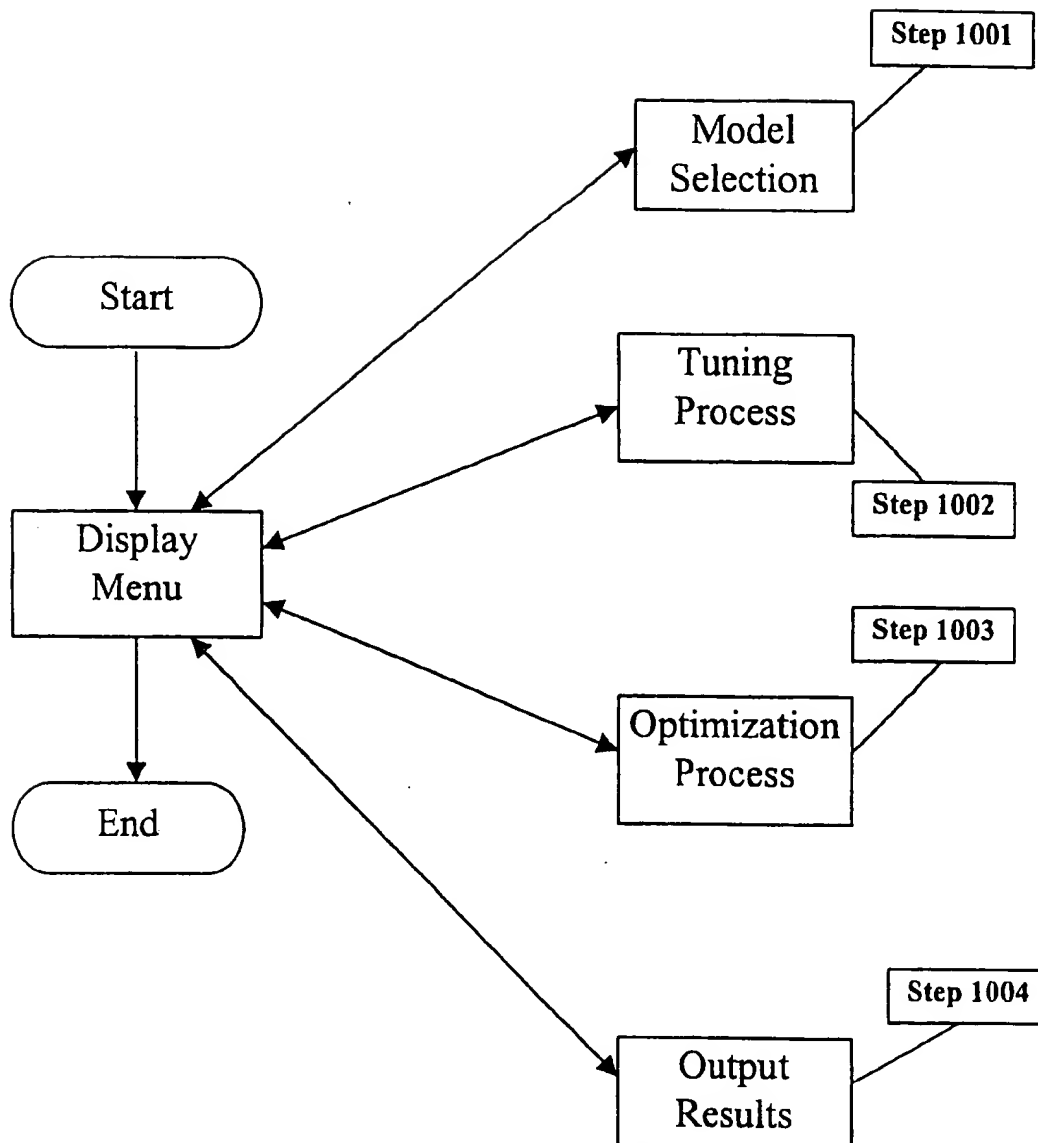 Step 1001
Model
Selection
Start
Tuning
Process
Step 1002
Display
Menu
Step 1003
Optimization
Process
End
Step 1004
Output
Results